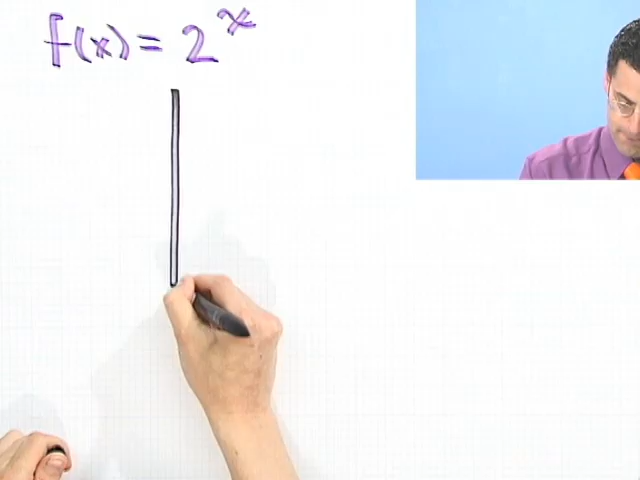 f(x) = 2^x